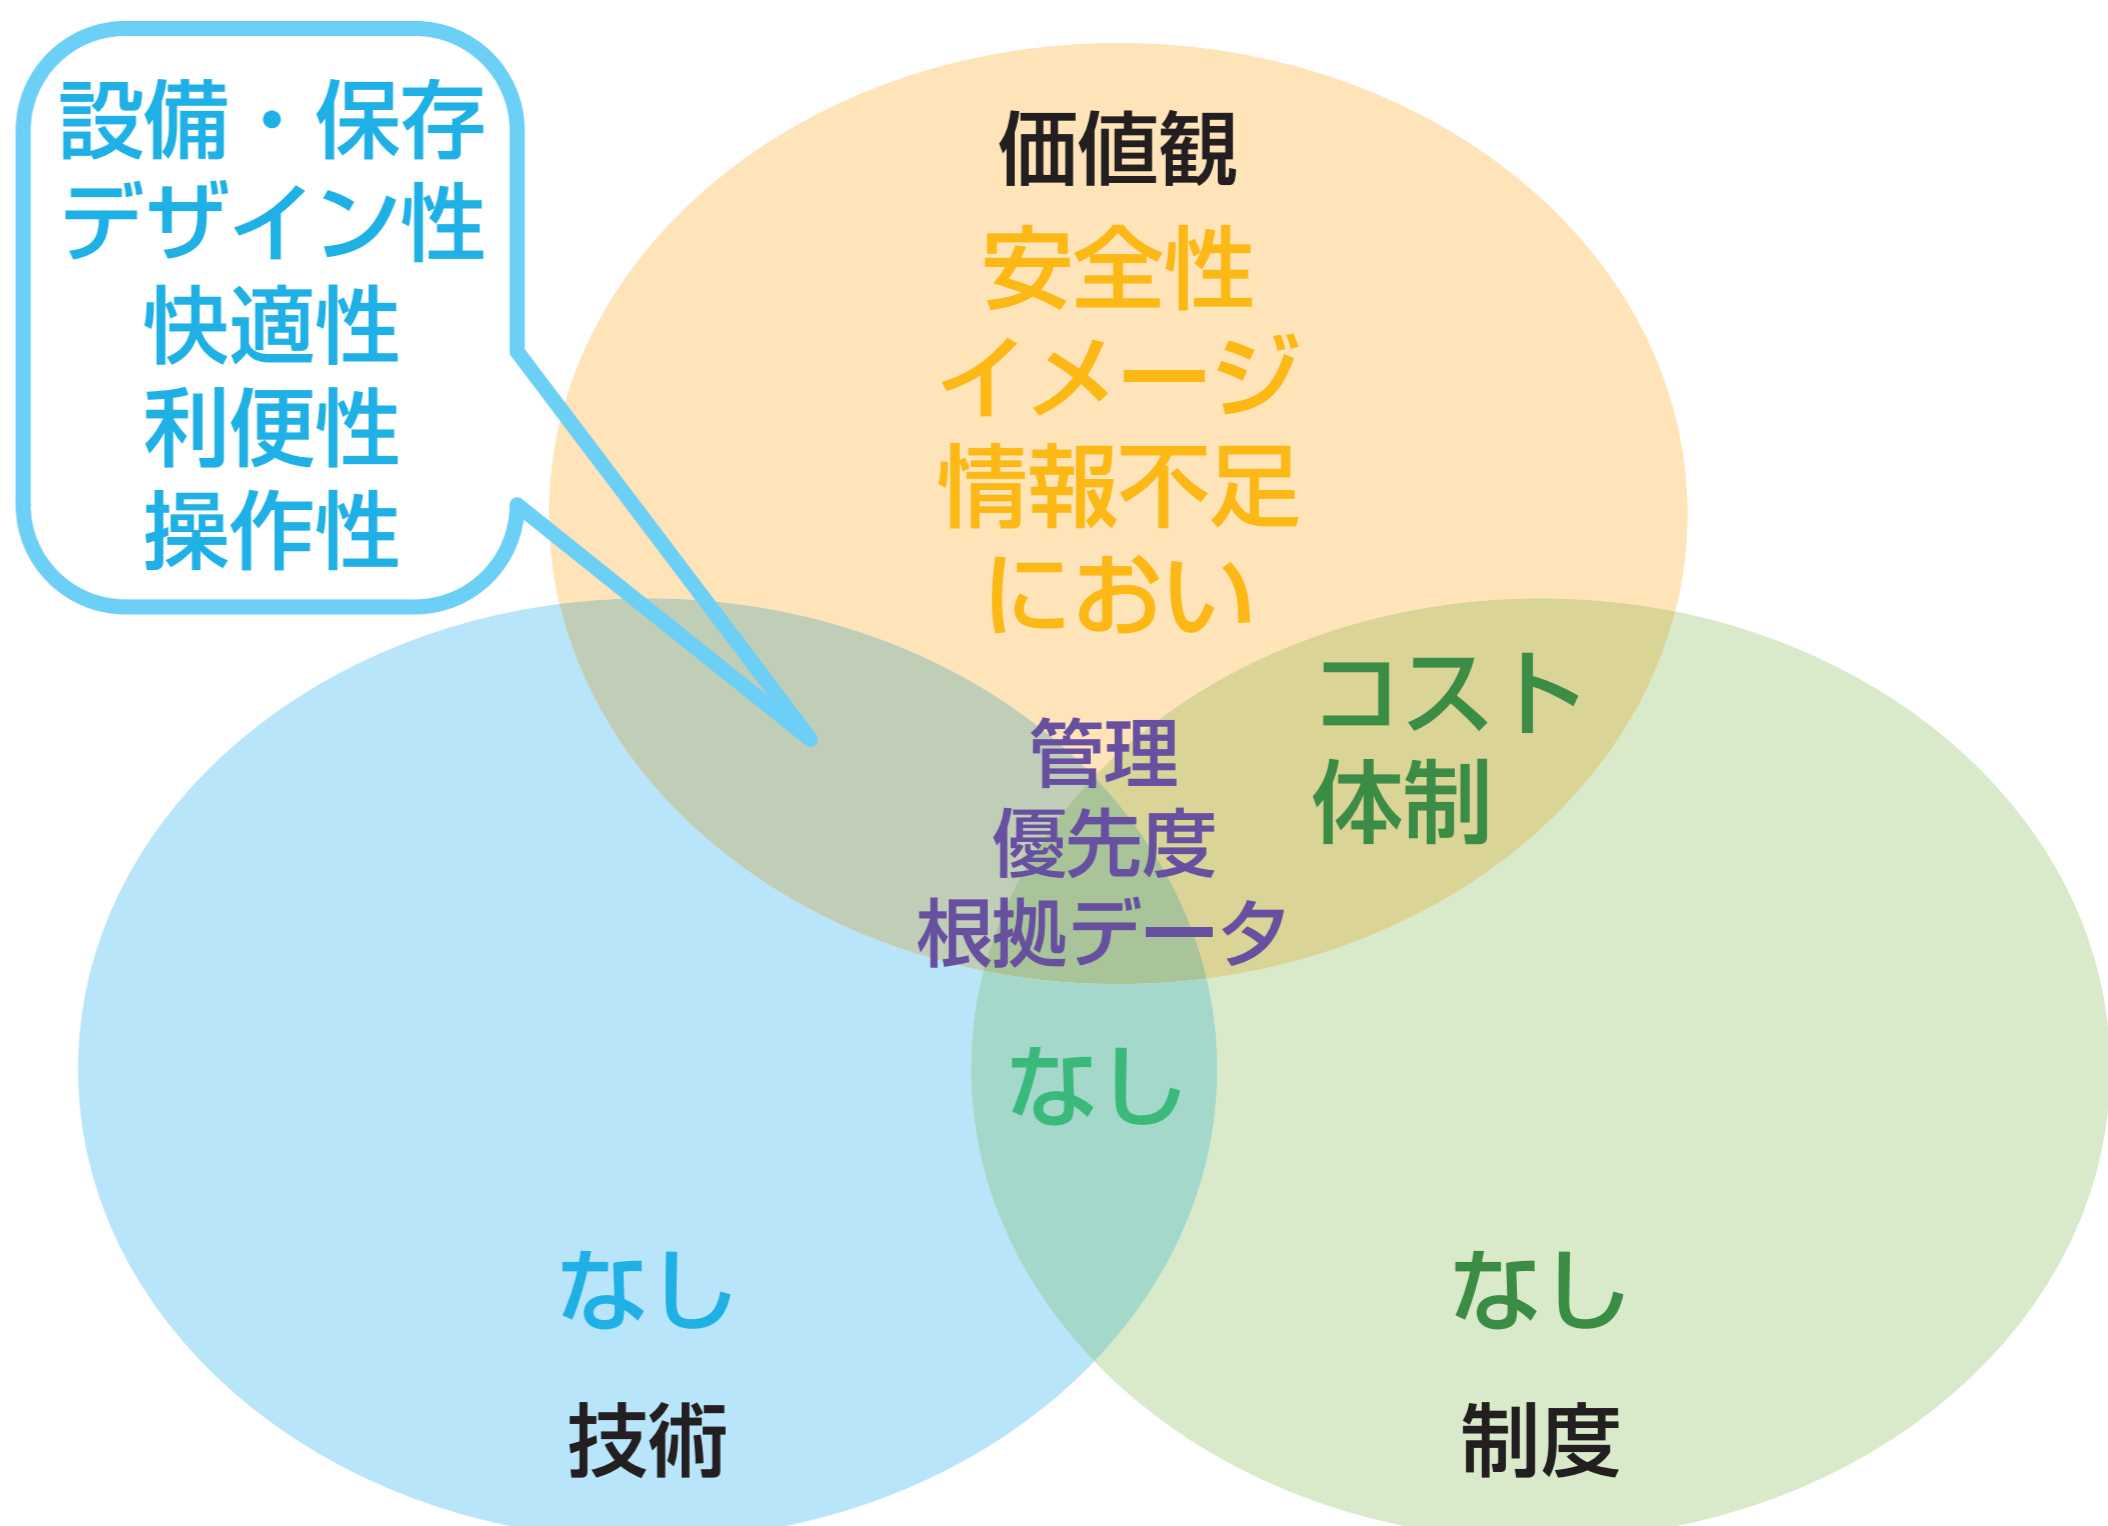 設備・保存
デザイン性
快適性
利便性
操作性
価値観
安全性
イメージ
情報不足
におい
コスト
体制
管理
優先度
根拠データ
なし
なし
なし
技術
制度